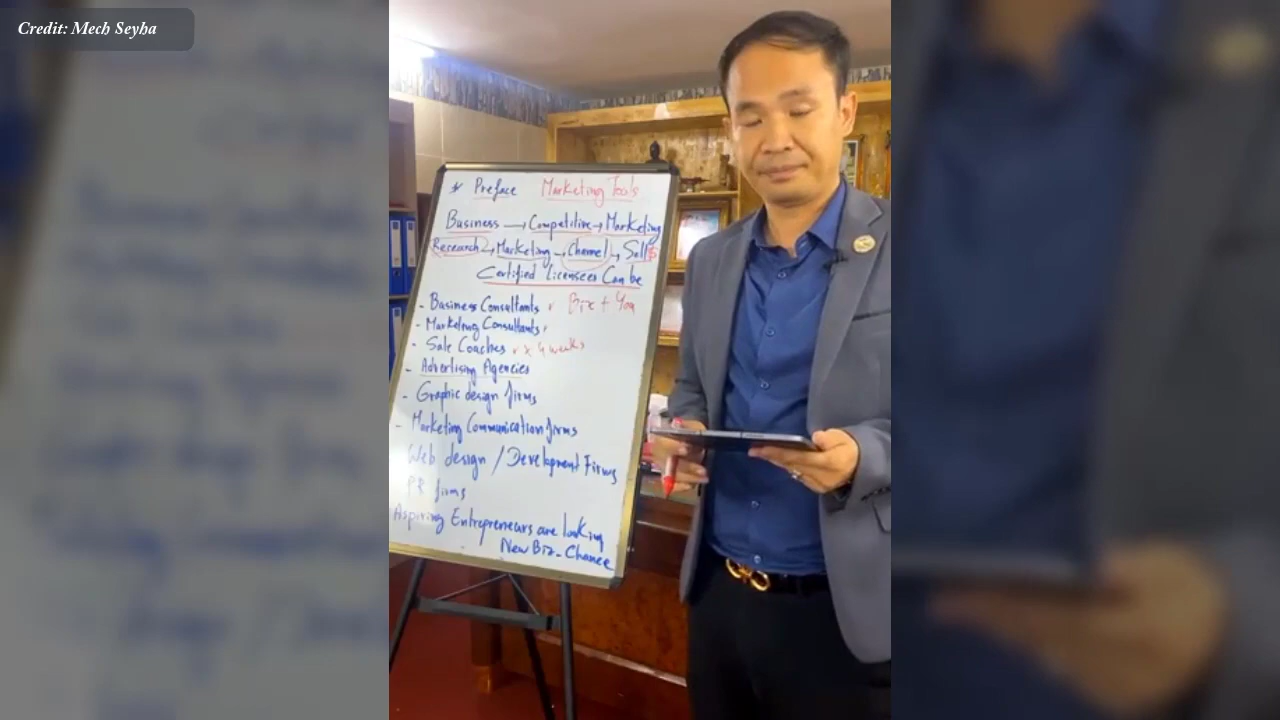 Credit: Mech Seyha
* Preface Marketing Tools
Business → Competitive → Marketing
Research → Marketing → Channel → Sell $
Certified Licensees Can be
- Business Consultants v Biz + You
- Marketing Consultants v
- Sale Coaches v x 4 weeks
- Advertising Agencies
- Graphic design firms
- Marketing Communication firms
Web design / Development Firms
PR firms
Aspiring Entrepreneurs are looking
New Biz - Chance